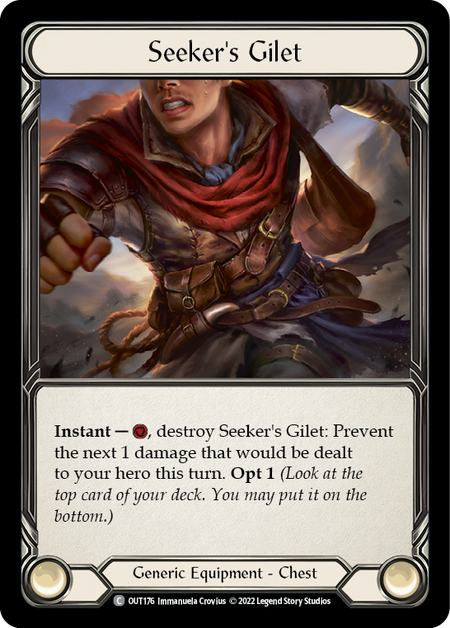 Seeker's Gilet
Instant — , destroy Seeker's Gilet: Prevent
the next 1 damage that would be dealt
to your hero this turn. Opt 1 (Look at the
top card of your deck. You may put it on the
bottom.)
Generic Equipment - Chest
C OUT176 Immanuela Crovius © 2022 Legend Story Studios